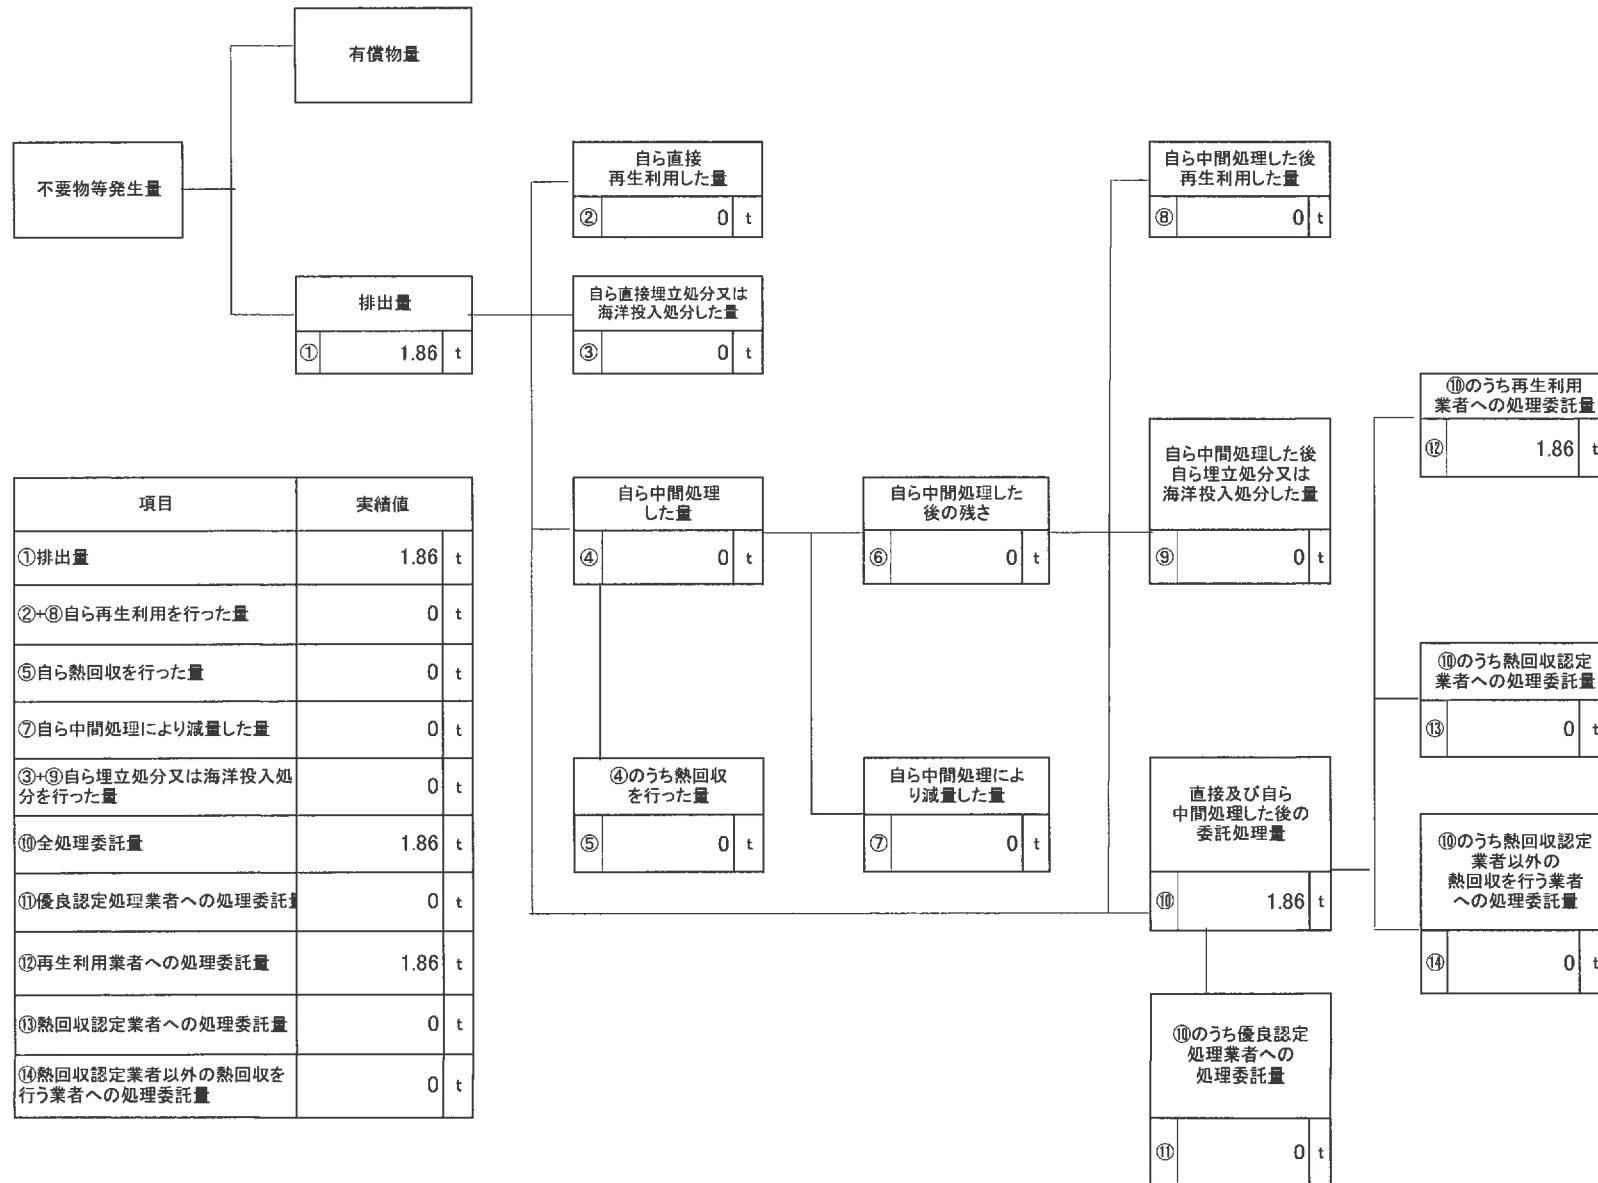 有償物量
不要物等発生量
排出量
① 1.86 t
自ら直接
再生利用した量
② 0 t
自ら直接埋立処分又は
海洋投入処分した量
③ 0 t
自ら中間処理
した量
④ 0 t
④のうち熱回収
を行った量
⑤ 0 t
自ら中間処理した
後の残さ
⑥ 0 t
自ら中間処理によ
り減量した量
⑦ 0 t
自ら中間処理した後
再生利用した量
⑧ 0 t
自ら中間処理した後
自ら埋立処分又は
海洋投入処分した量
⑨ 0 t
直接及び自ら
中間処理した後の
委託処理量
⑩ 1.86 t
⑩のうち優良認定
処理業者への
処理委託量
⑪ 0 t
⑩のうち再生利用
業者への処理委託量
⑫ 1.86 t
⑩のうち熱回収認定
業者への処理委託量
⑬ 0 t
⑩のうち熱回収認定
業者以外の
熱回収を行う業者
への処理委託量
⑭ 0 t
項目 実績値
①排出量 1.86 t
②+⑧自ら再生利用を行った量 0 t
⑤自ら熱回収を行った量 0 t
⑦自ら中間処理により減量した量 0 t
③+⑨自ら埋立処分又は海洋投入処
分を行った量 0 t
⑩全処理委託量 1.86 t
⑪優良認定処理業者への処理委託量 0 t
⑫再生利用業者への処理委託量 1.86 t
⑬熱回収認定業者への処理委託量 0 t
⑭熱回収認定業者以外の熱回収を
行う業者への処理委託量 0 t